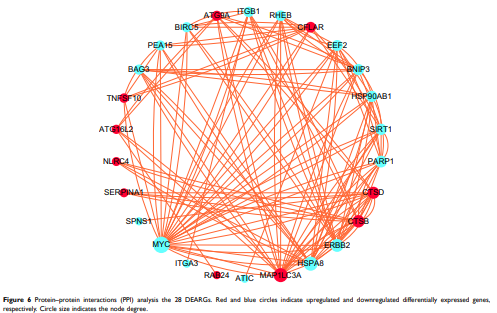 ATG9A
ITGB1
RHEB
CFLAR
BIRC5
PEA15
EEF2
BAG3
BNIP3
TNFSF10
HSP90AB1
ATG16L2
SIRT1
NLRC4
PARP1
SERPINA1
CTSD
SPNS1
CTSB
MYC
ERBB2
ITGA3
HSPA8
RAB24
ATIC
MAP1LC3A
Figure 6 Protein–protein interactions (PPI) analysis the 28 DEARGs. Red and blue circles indicate upregulated and downregulated differentially expressed genes,
respectively. Circle size indicates the node degree.